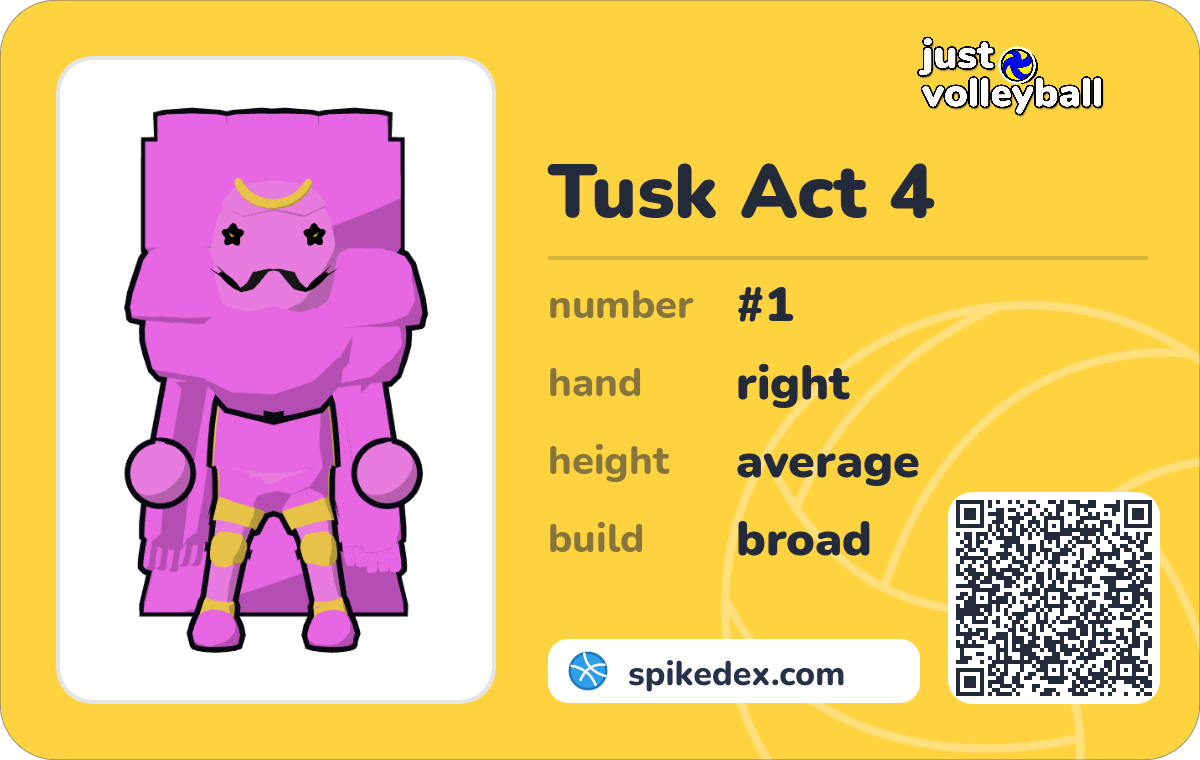 just
volleyball
Tusk Act 4
number #1
hand right
height average
build broad
spikedex.com